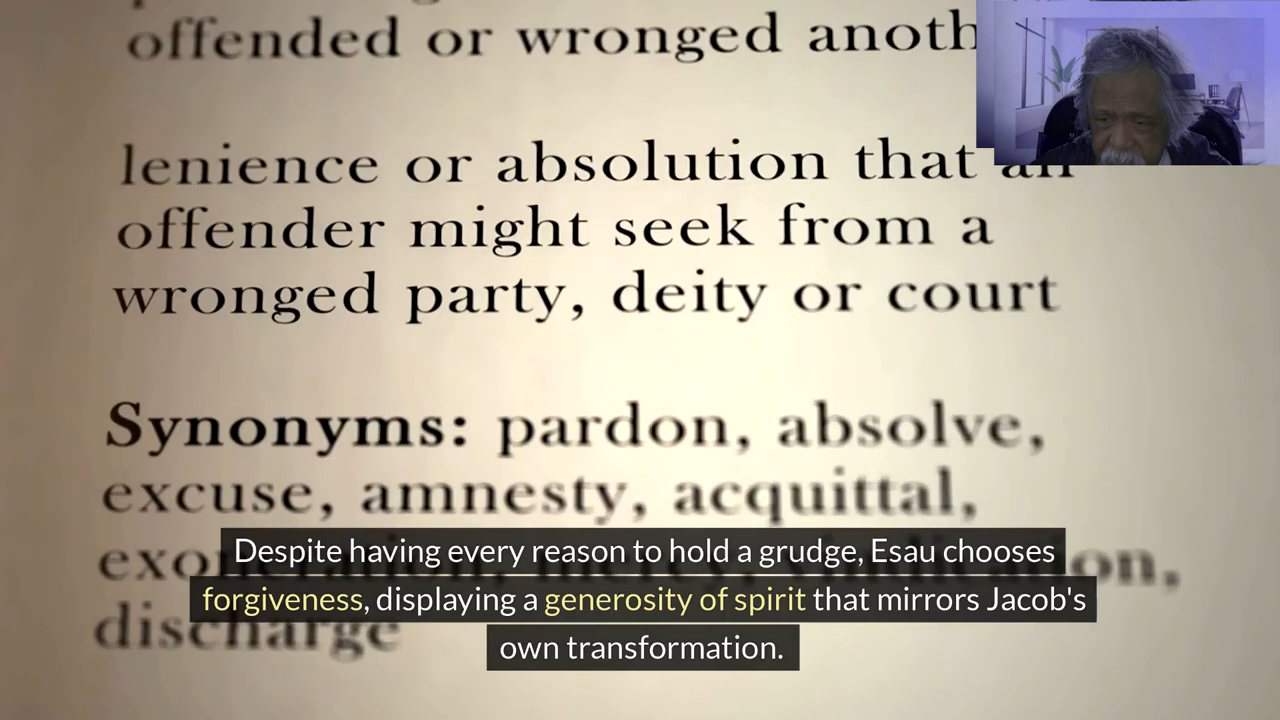 offended or wronged anoth
lenience or absolution that an
offender might seek from a
wronged party, deity or court
Synonyms: pardon, absolve,
excuse, amnesty, acquittal,
discharge
Despite having every reason to hold a grudge, Esau chooses
forgiveness, displaying a generosity of spirit that mirrors Jacob's
own transformation.